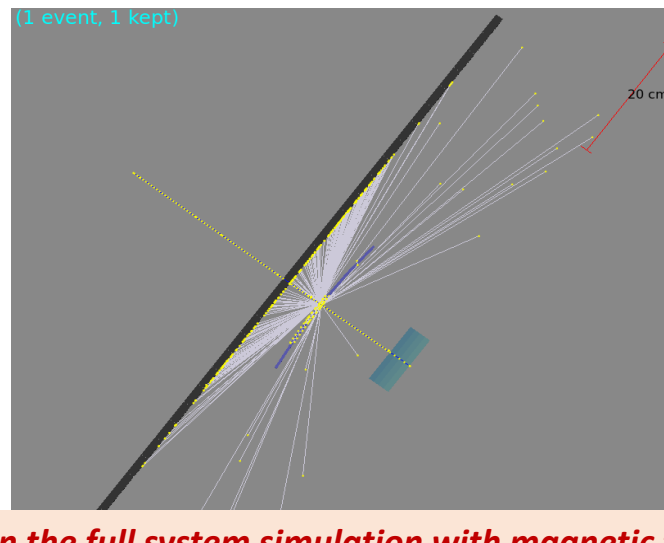 (1 event, 1 kept)
20 cm
n the full system simulation with magnetic